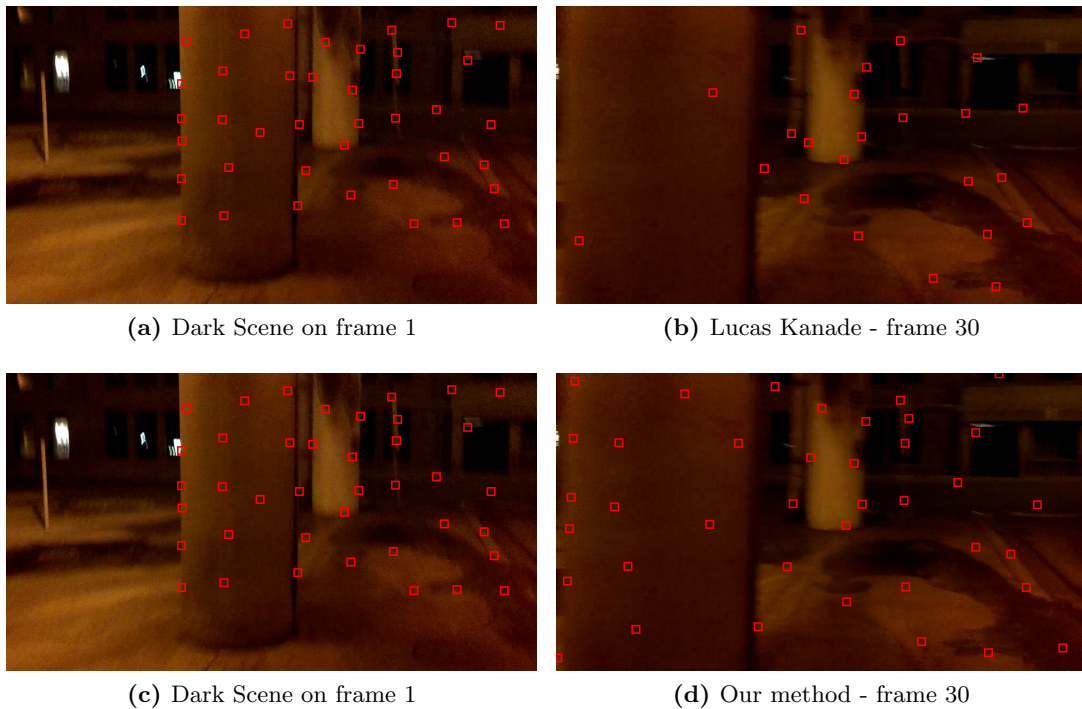 (a) Dark Scene on frame 1
(b) Lucas Kanade - frame 30
(c) Dark Scene on frame 1
(d) Our method - frame 30